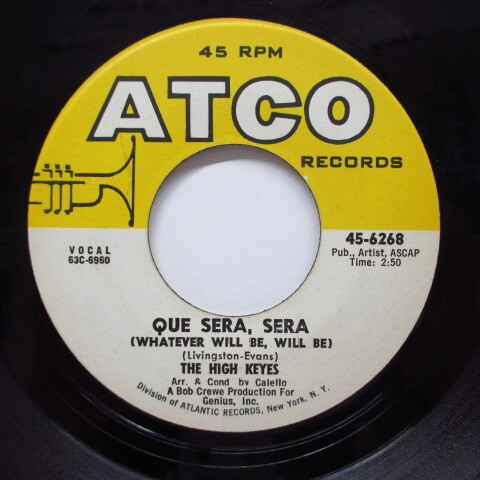 45 RPM
ATCO
RECORDS
VOCAL
63C-6960
45-6268
Pub., Artist, ASCAP
Time: 2:50
QUE SERA, SERA
(WHATEVER WILL BE, WILL BE)
(Livingston-Evans)
THE HIGH KEYES
Arr. & Cond by Calello
A Bob Crewe Production For
Genius, Inc.
Division of ATLANTIC RECORDS, New York, N. Y.